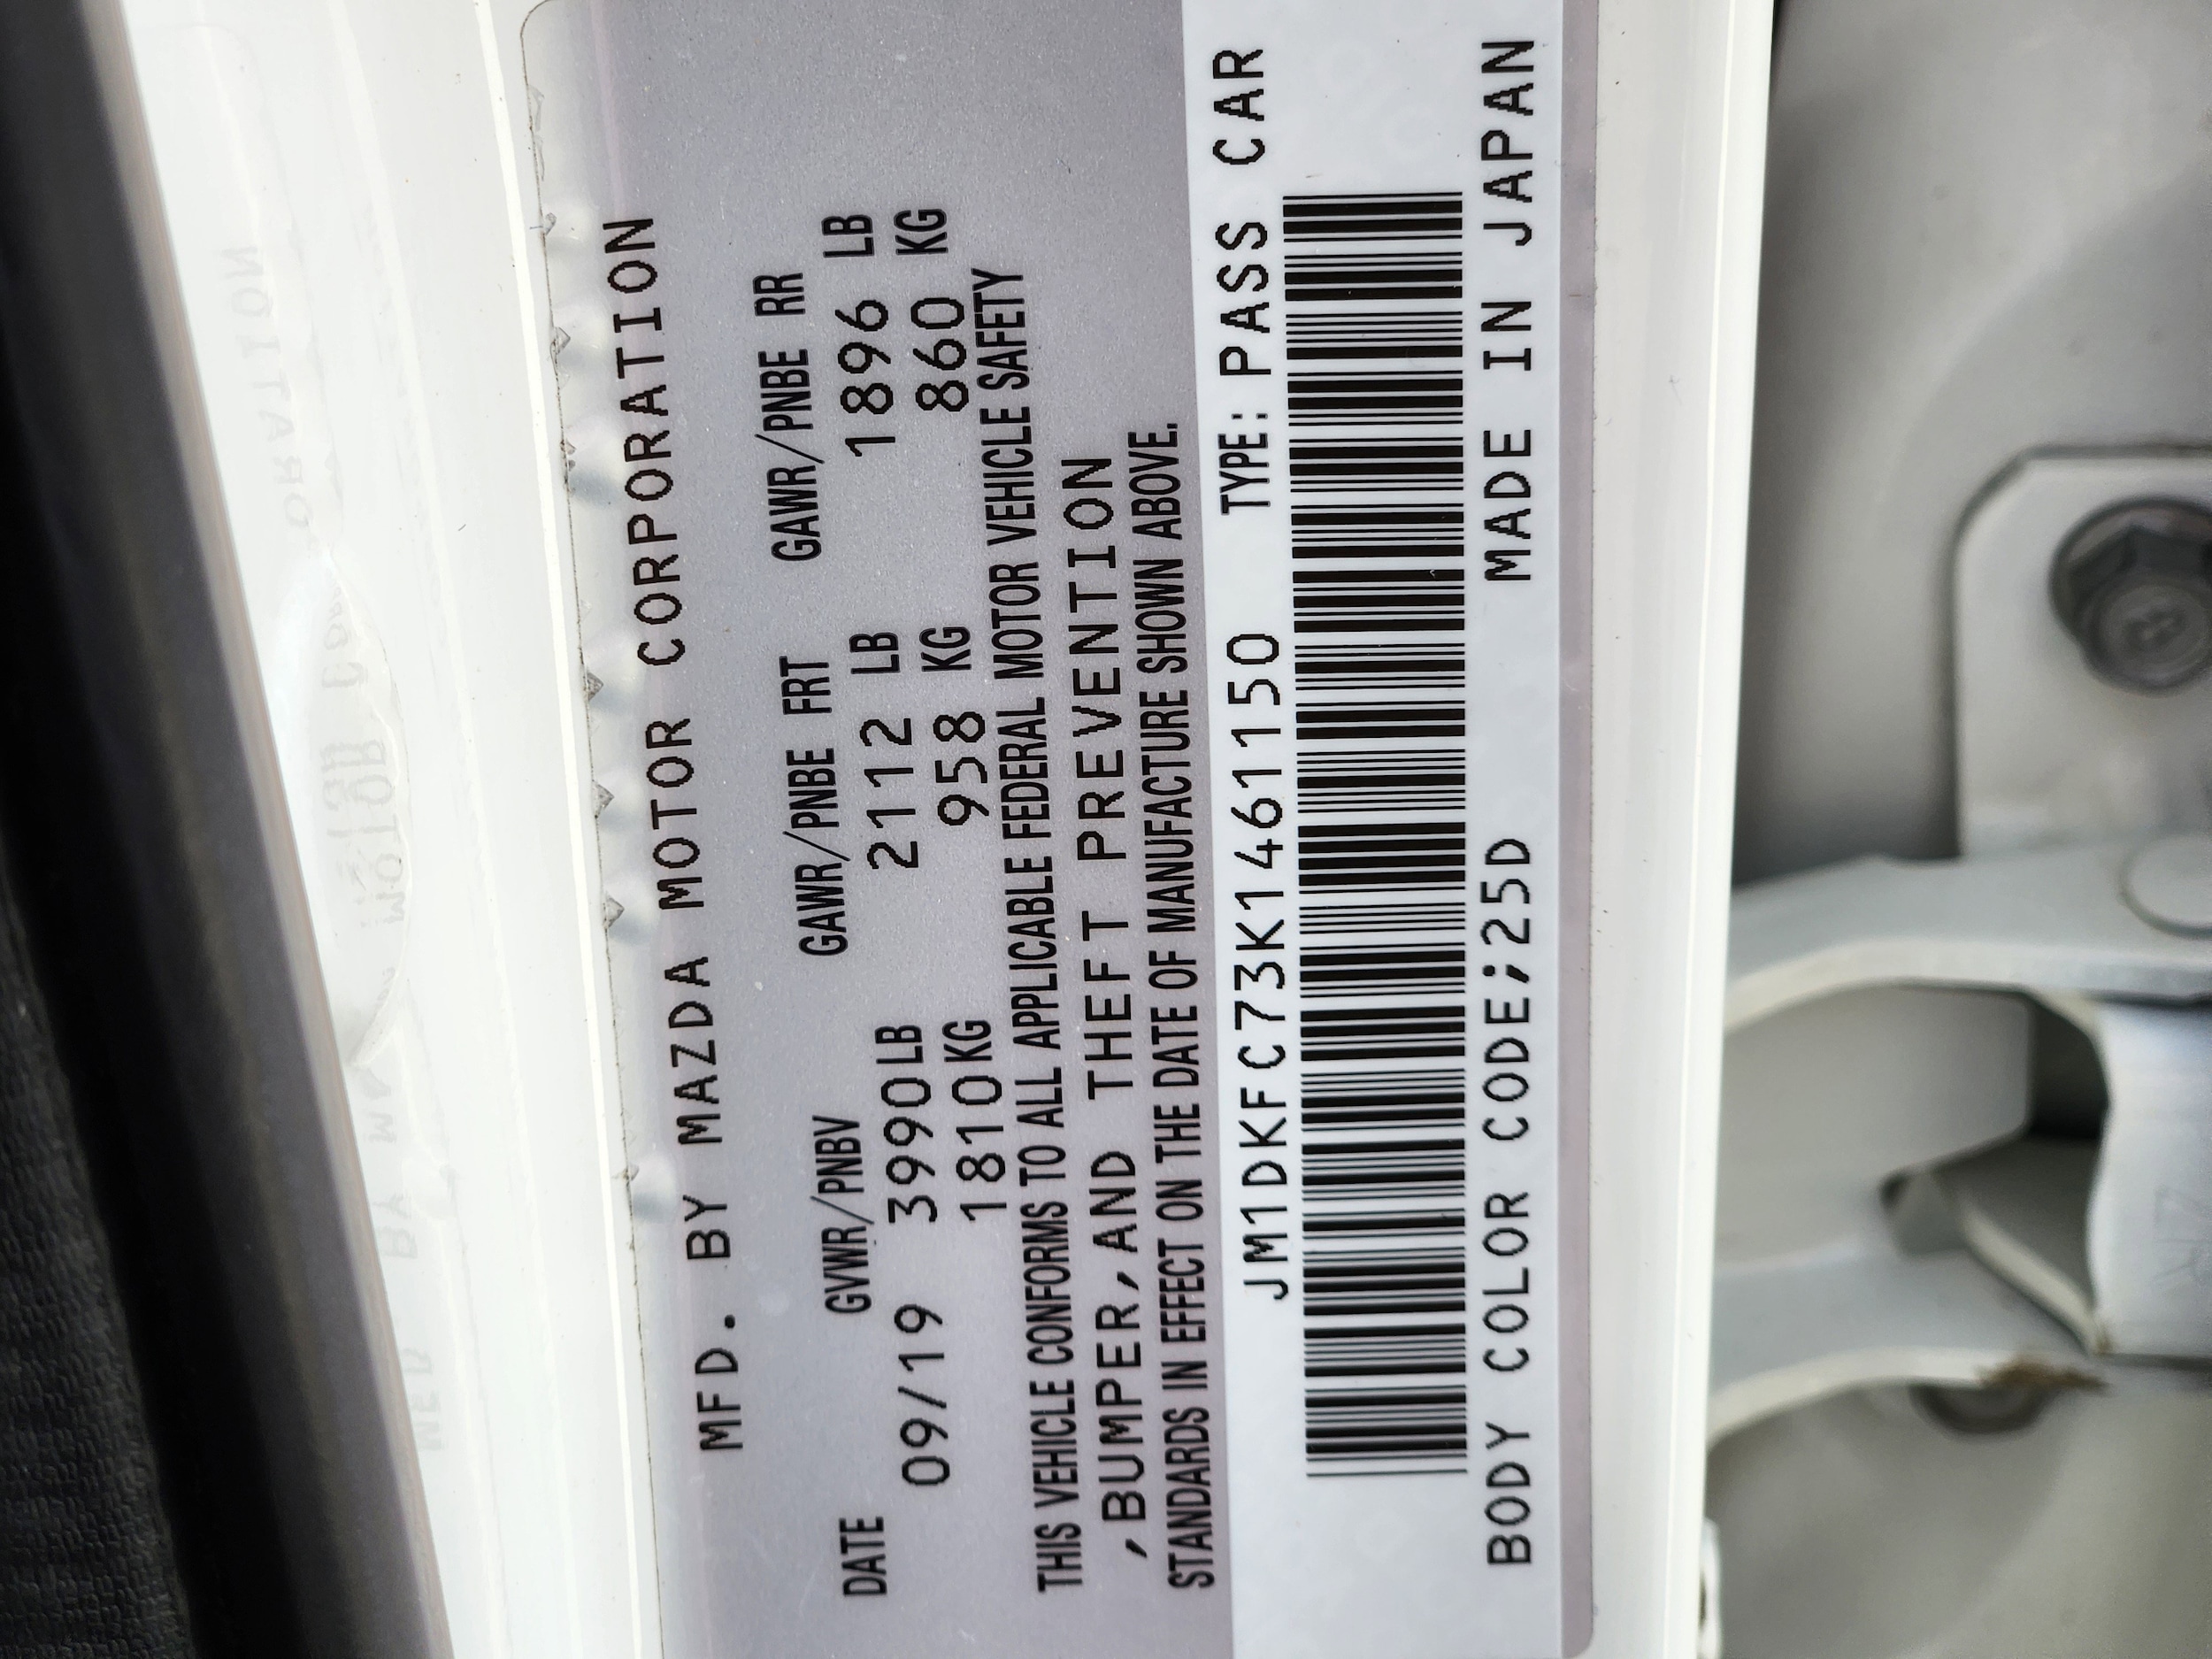 MFD. BY MAZDA MOTOR CORPORATION
DATE GVWR/PNBV GAWR/PNBE FRT GAWR/PNBE RR
09/19 3990LB 2112 LB 1896 LB
1810KG 958 KG 860 KG
THIS VEHICLE CONFORMS TO ALL APPLICABLE FEDERAL MOTOR VEHICLE SAFETY
,BUMPER,AND THEFT PREVENTION
STANDARDS IN EFFECT ON THE DATE OF MANUFACTURE SHOWN ABOVE.
JM1DKFC73K1461150 TYPE: PASS CAR
BODY COLOR CODE;25D MADE IN JAPAN